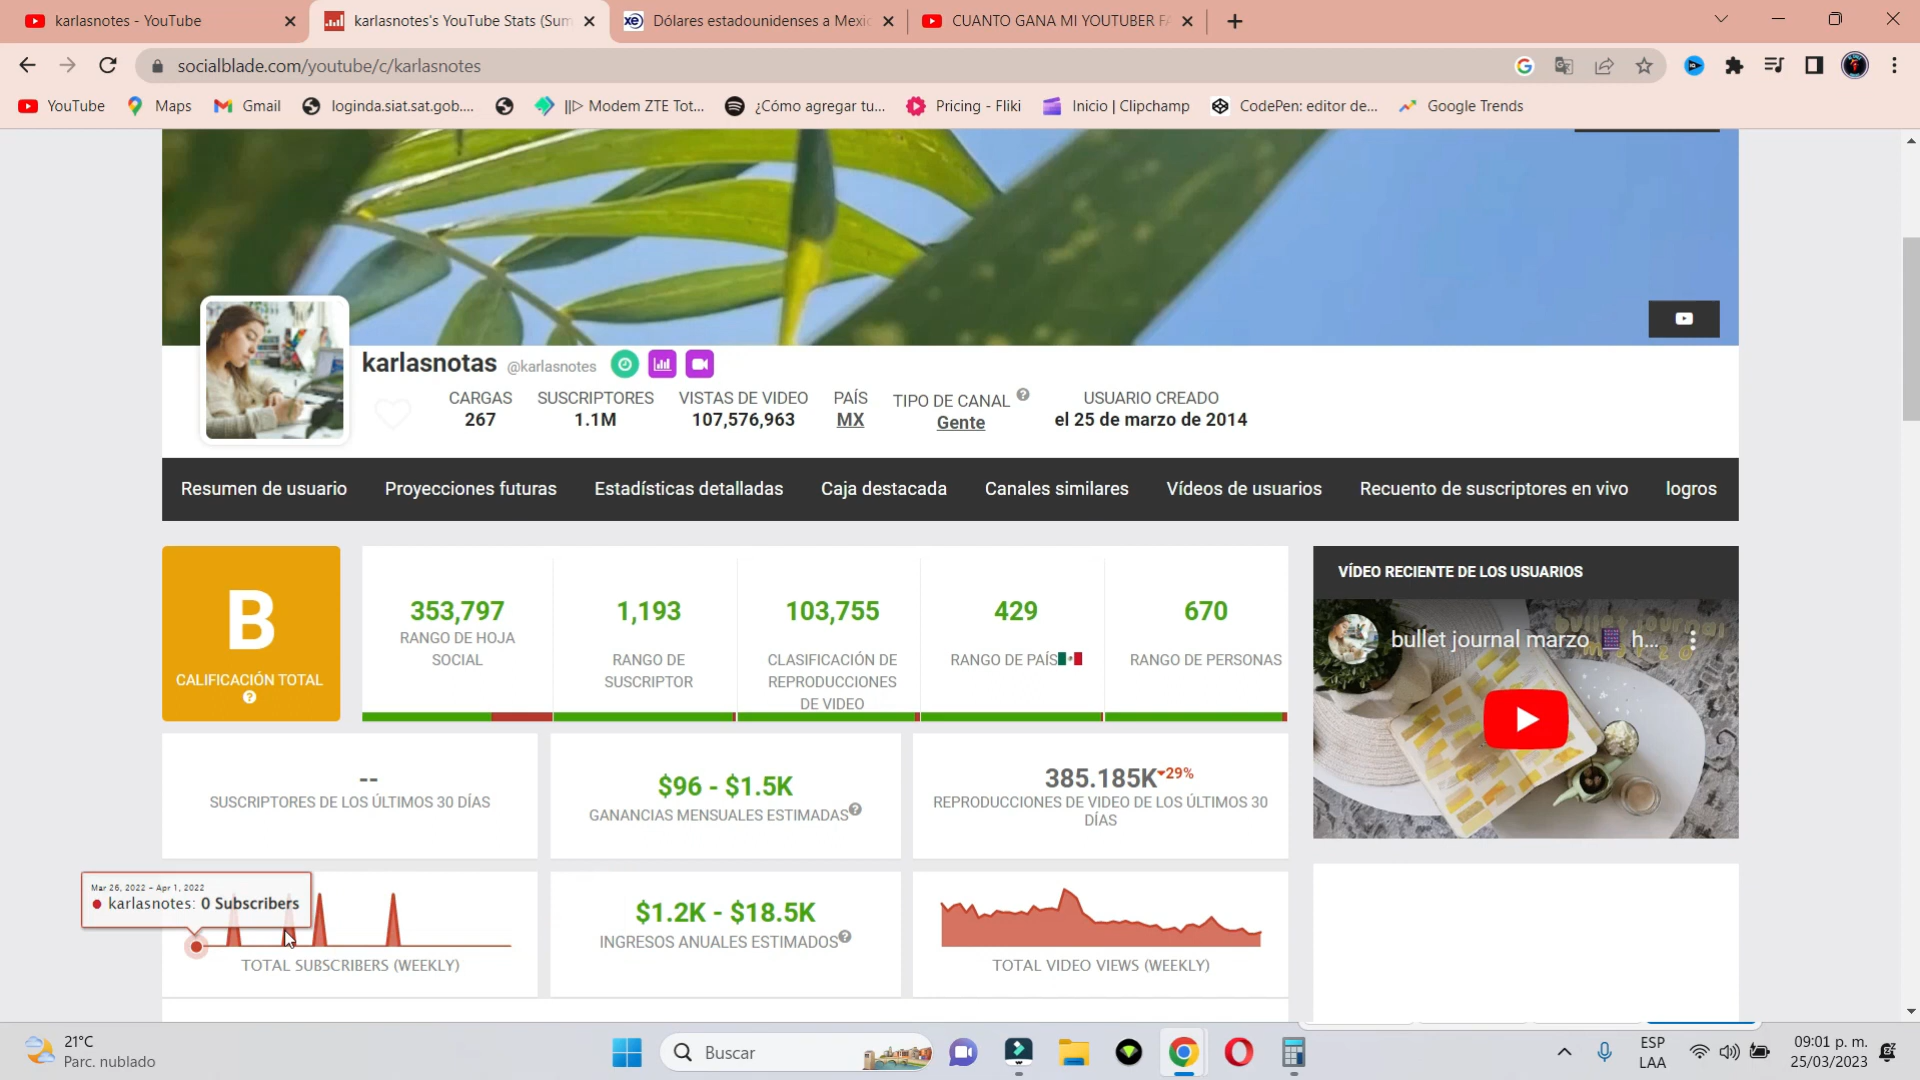 karlasnotes - YouTube
karlasnotes's YouTube Stats (Sum
Dólares estadounidenses a Mexic
CUANTO GANA MI YOUTUBER FA
socialblade.com/youtube/c/karlasnotes
YouTube
Maps
Gmail
loginda.siat.sat.gob....
||▷ Modem ZTE Tot...
¿Cómo agregar tu...
Pricing - Fliki
Inicio | Clipchamp
CodePen: editor de...
Google Trends
karlasnotas @karlasnotes
CARGAS
267
SUSCRIPTORES
1.1M
VISTAS DE VIDEO
107,576,963
PAÍS
MX
TIPO DE CANAL
Gente
USUARIO CREADO
el 25 de marzo de 2014
Resumen de usuario
Proyecciones futuras
Estadísticas detalladas
Caja destacada
Canales similares
Vídeos de usuarios
Recuento de suscriptores en vivo
logros
B
CALIFICACIÓN TOTAL
353,797
RANGO DE HOJA
SOCIAL
1,193
RANGO DE
SUSCRIPTOR
103,755
CLASIFICACIÓN DE
REPRODUCCIONES
DE VIDEO
429
RANGO DE PAÍS
670
RANGO DE PERSONAS
VÍDEO RECIENTE DE LOS USUARIOS
bullet journal marzo h...
--
SUSCRIPTORES DE LOS ÚLTIMOS 30 DÍAS
$96 - $1.5K
GANANCIAS MENSUALES ESTIMADAS
385.185K 29%
REPRODUCCIONES DE VIDEO DE LOS ÚLTIMOS 30
DÍAS
Mar 26, 2022 - Apr 1, 2022
karlasnotes: 0 Subscribers
TOTAL SUBSCRIBERS (WEEKLY)
$1.2K - $18.5K
INGRESOS ANUALES ESTIMADOS
TOTAL VIDEO VIEWS (WEEKLY)
21°C
Parc. nublado
Buscar
ESP
LAA
09:01 p. m.
25/03/2023